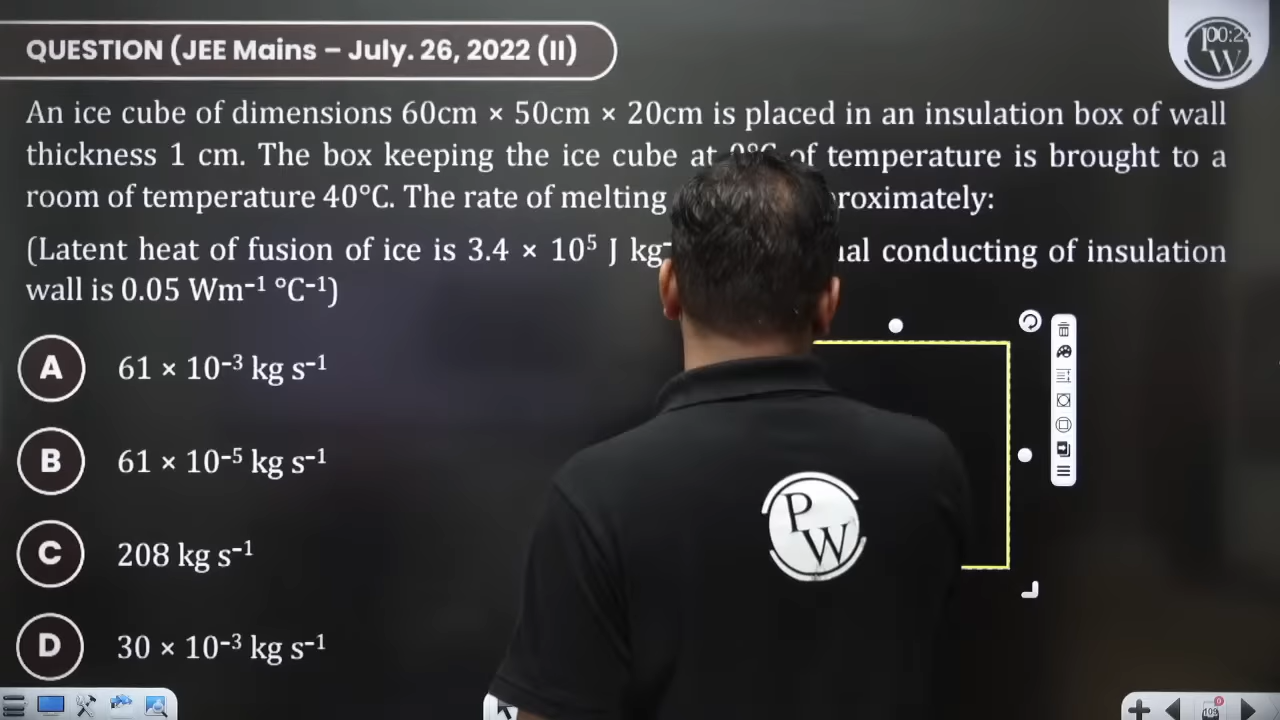 QUESTION (JEE Mains – July. 26, 2022 (II)
An ice cube of dimensions 60cm × 50cm × 20cm is placed in an insulation box of wall
thickness 1 cm. The box keeping the ice cube at 0°C of temperature is brought to a
room of temperature 40°C. The rate of melting roximately:
(Latent heat of fusion of ice is 3.4 × 10⁵ J kg⁻ nal conducting of insulation
wall is 0.05 Wm⁻¹ °C⁻¹)
A 61 × 10⁻³ kg s⁻¹
B 61 × 10⁻⁵ kg s⁻¹
C 208 kg s⁻¹
D 30 × 10⁻³ kg s⁻¹
PW
PW
109